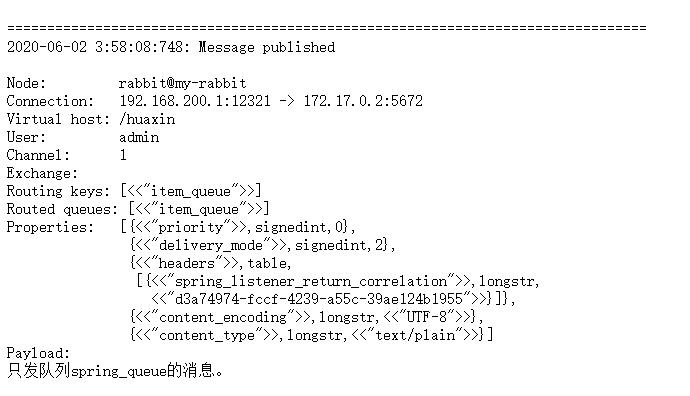 ================================================================================
2020-06-02 3:58:08:748: Message published
Node:         rabbit@my-rabbit
Connection:   192.168.200.1:12321 -> 172.17.0.2:5672
Virtual host: /huaxin
User:         admin
Channel:      1
Exchange:
Routing keys: [<<"item_queue">>]
Routed queues: [<<"item_queue">>]
Properties:   [{<<"priority">>,signedint,0},
               {<<"delivery_mode">>,signedint,2},
               {<<"headers">>,table,
                [{<<"spring_listener_return_correlation">>,longstr,
                  <<"d3a74974-fccf-4239-a55c-39ae124b1955">>}]},
               {<<"content_encoding">>,longstr,<<"UTF-8">>},
               {<<"content_type">>,longstr,<<"text/plain">>}]
Payload:
只发队列spring_queue的消息。